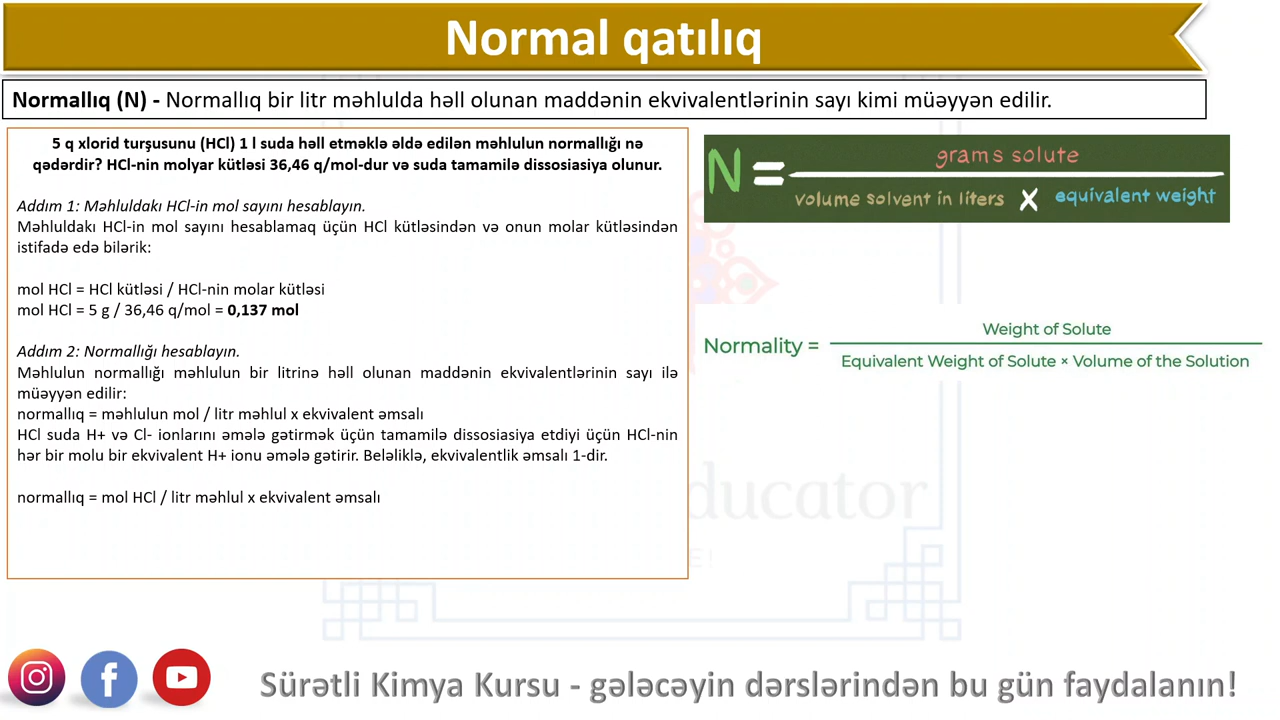 Normal qatılıq
Normallıq (N) - Normallıq bir litr məhlulda həll olunan maddənin ekvivalentlərinin sayı kimi müəyyən edilir.
5 q xlorid turşusunu (HCl) 1 l suda həll etməklə əldə edilən məhlulun normallığı nə
qədərdir? HCl-nin molyar kütləsi 36,46 q/mol-dur və suda tamamilə dissosiasiya olunur.
Addım 1: Məhluldakı HCl-in mol sayını hesablayın.
Məhluldakı HCl-in mol sayını hesablamaq üçün HCl kütləsindən və onun molar kütləsindən
istifadə edə bilərik:
mol HCl = HCl kütləsi / HCl-nin molar kütləsi
mol HCl = 5 g / 36,46 q/mol = 0,137 mol
Addım 2: Normallığı hesablayın.
Məhlulun normallığı məhlulun bir litrinə həll olunan maddənin ekvivalentlərinin sayı ilə
müəyyən edilir:
normallıq = məhlulun mol / litr məhlul x ekvivalent əmsalı
HCl suda H+ və Cl- ionlarını əmələ gətirmək üçün tamamilə dissosiasiya etdiyi üçün HCl-nin
hər bir molu bir ekvivalent H+ ionu əmələ gətirir. Beləliklə, ekvivalentlik əmsalı 1-dir.
normallıq = mol HCl / litr məhlul x ekvivalent əmsalı
N = grams solute
volume solvent in liters X equivalent weight
Normality = Weight of Solute
Equivalent Weight of Solute × Volume of the Solution
ducator
Sürətli Kimya Kursu - gələcəyin dərslərindən bu gün faydalanın!